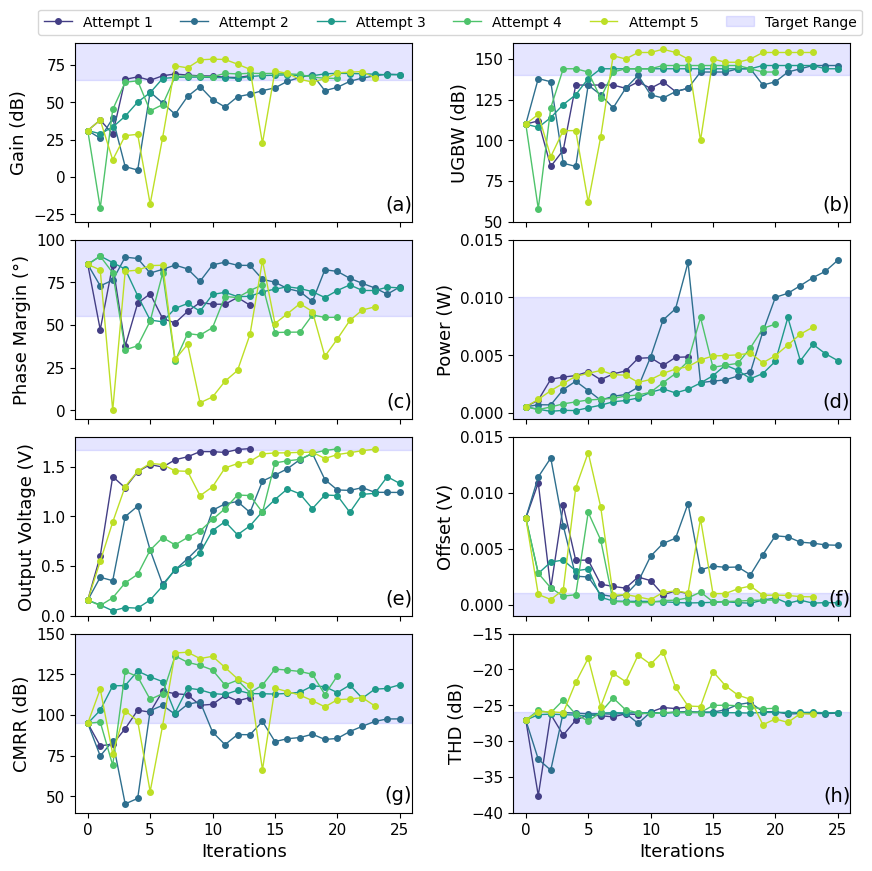 Attempt 1 Attempt 2 Attempt 3 Attempt 4 Attempt 5 Target Range
Gain (dB)
75
50
25
0
−25
(a)
UGBW (dB)
150
125
100
75
50
(b)
Phase Margin (°)
100
75
50
25
0
(c)
Power (W)
0.015
0.010
0.005
0.000
(d)
Output Voltage (V)
1.5
1.0
0.5
0.0
(e)
Offset (V)
0.015
0.010
0.005
0.000
(f)
CMRR (dB)
150
125
100
75
50
(g)
0 5 10 15 20 25
Iterations
THD (dB)
−15
−20
−25
−30
−35
−40
(h)
0 5 10 15 20 25
Iterations